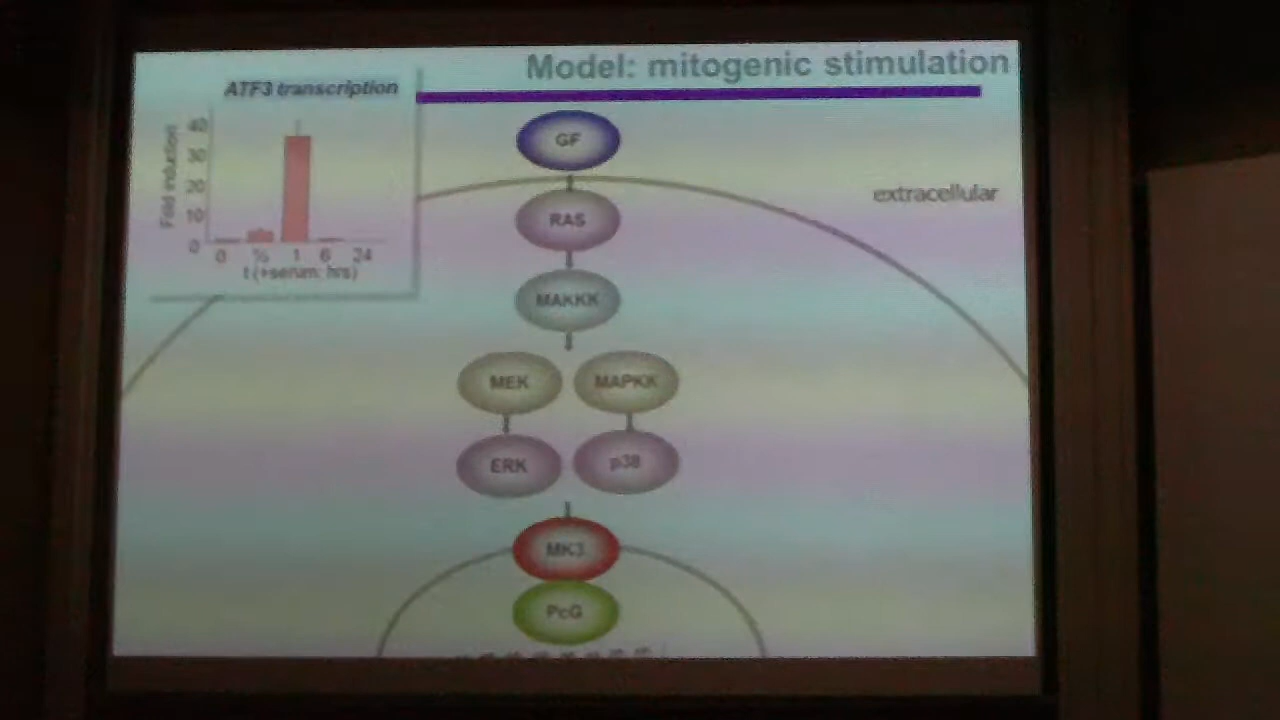 Model: mitogenic stimulation
ATF3 transcription
Fold induction
40
30
20
10
0
0 ½ 1 6 24
t (+serum; hrs)
extracellular
GF
RAS
MAKKK
MEK MAPKK
ERK p38
MK3
PcG